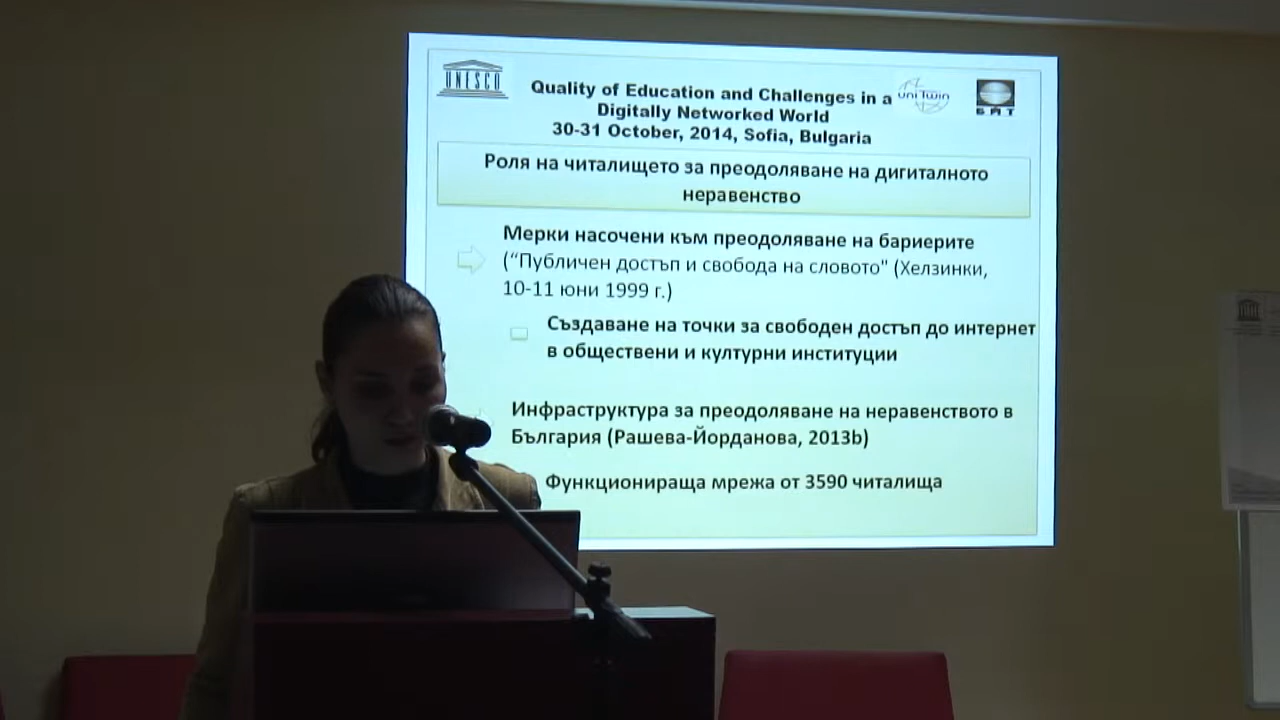 UNESCO
Quality of Education and Challenges in a
uni Twin
Digitally Networked World
30-31 October, 2014, Sofia, Bulgaria
Роля на читалището за преодоляване на дигиталното
неравенство
Мерки насочени към преодоляване на бариерите
(“Публичен достъп и свобода на словото" (Хелзинки,
10-11 юни 1999 г.)
Създаване на точки за свободен достъп до интернет
в обществени и културни институции
Инфраструктура за преодоляване на неравенството в
България (Рашева-Йорданова, 2013b)
Функционираща мрежа от 3590 читалища